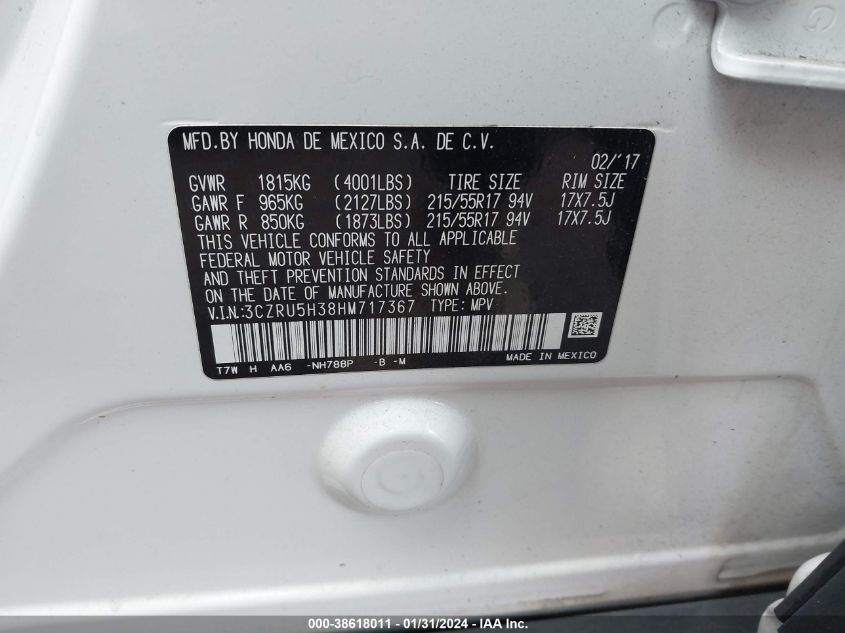 MFD.BY HONDA DE MEXICO S.A. DE C.V.
02/'17
GVWR 1815KG (4001LBS) TIRE SIZE RIM SIZE
GAWR F 965KG (2127LBS) 215/55R17 94V 17X7.5J
GAWR R 850KG (1873LBS) 215/55R17 94V 17X7.5J
THIS VEHICLE CONFORMS TO ALL APPLICABLE
FEDERAL MOTOR VEHICLE SAFETY
AND THEFT PREVENTION STANDARDS IN EFFECT
ON THE DATE OF MANUFACTURE SHOWN ABOVE.
V.I.N:3CZRU5H38HM717367 TYPE: MPV
T7W H AA6 -NH788P -B -M MADE IN MEXICO
000-38618011 - 01/31/2024 - IAA Inc.